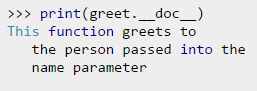 >>> print(greet.__doc__)
This function greets to
    the person passed into the
    name parameter